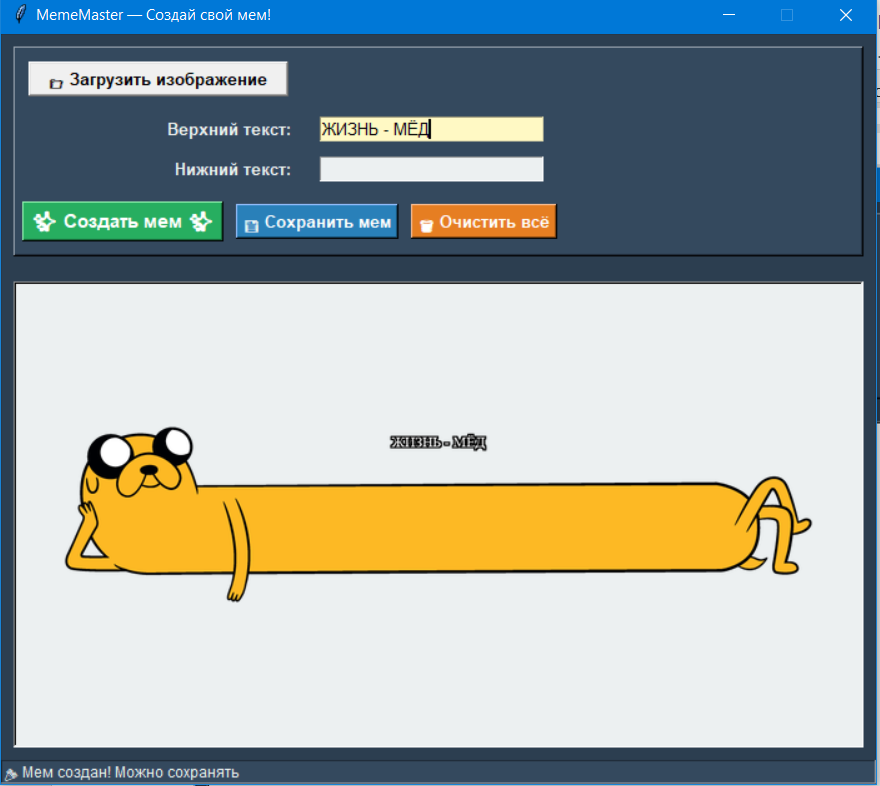 MemeMaster — Создай свой мем!
Загрузить изображение
Верхний текст: ЖИЗНЬ - МЁД
Нижний текст:
Создать мем Сохранить мем Очистить всё
ЖИЗНЬ - МЁД
Мем создан! Можно сохранять